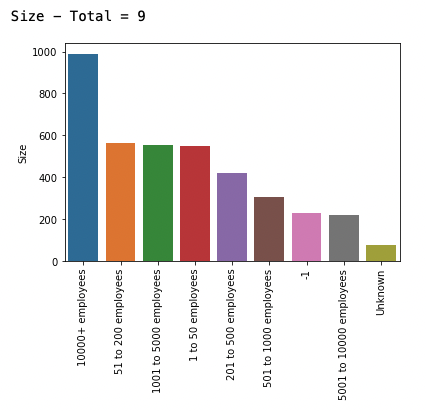 Size - Total = 9
1000
800
600
400
200
0
Size
10000+ employees
51 to 200 employees
1001 to 5000 employees
1 to 50 employees
201 to 500 employees
501 to 1000 employees
-1
5001 to 10000 employees
Unknown